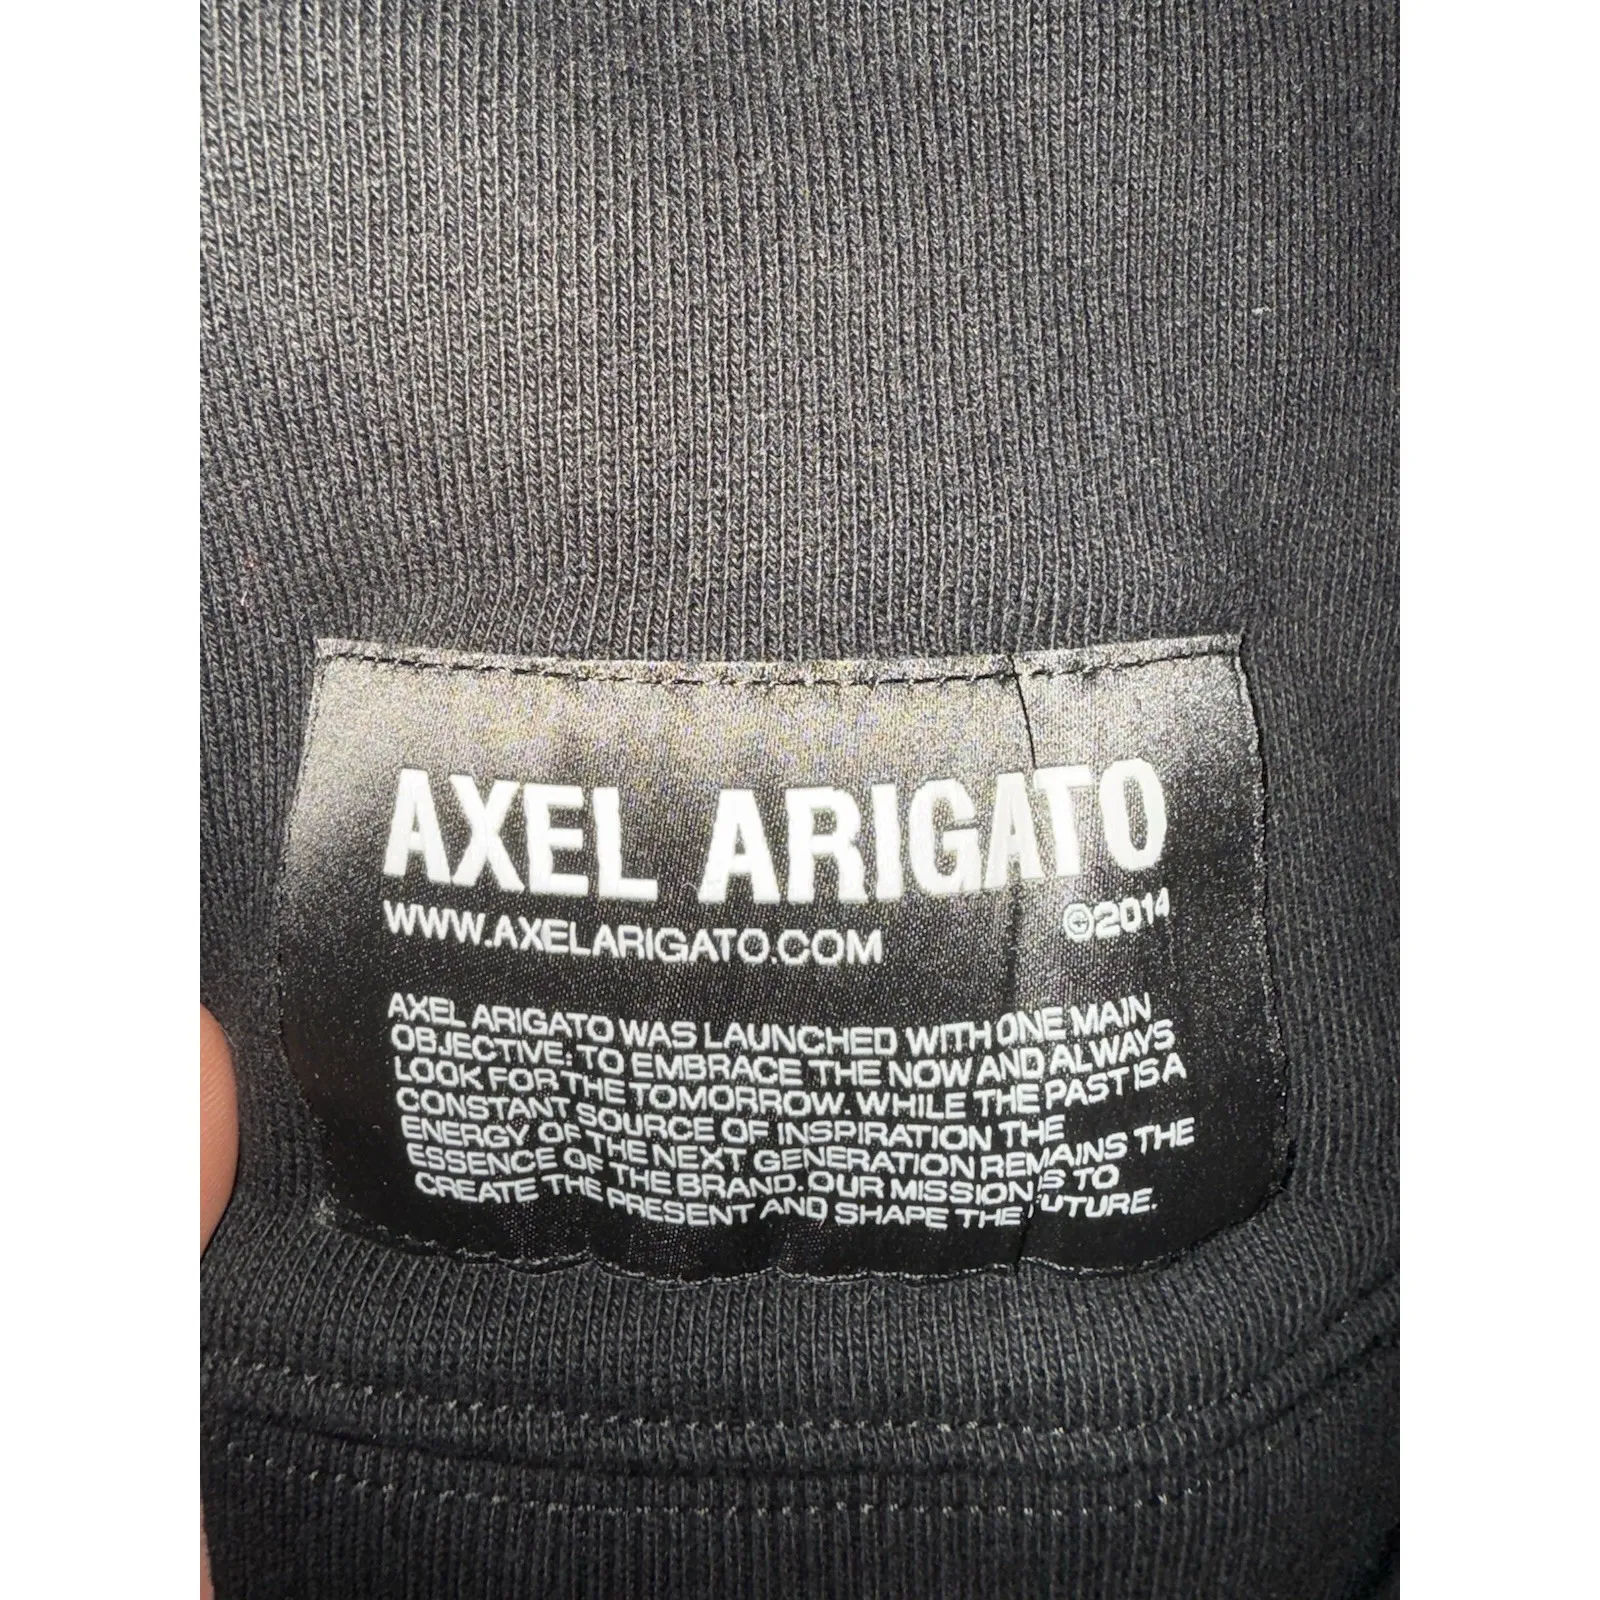 AXEL ARIGATO
WWW.AXELARIGATO.COM ©2014
AXEL ARIGATO WAS LAUNCHED WITH ONE MAIN
OBJECTIVE: TO EMBRACE THE NOW AND ALWAYS
LOOK FOR THE TOMORROW. WHILE THE PAST IS A
CONSTANT SOURCE OF INSPIRATION THE
ENERGY OF THE NEXT GENERATION REMAINS THE
ESSENCE OF THE BRAND. OUR MISSION IS TO
CREATE THE PRESENT AND SHAPE THE FUTURE.